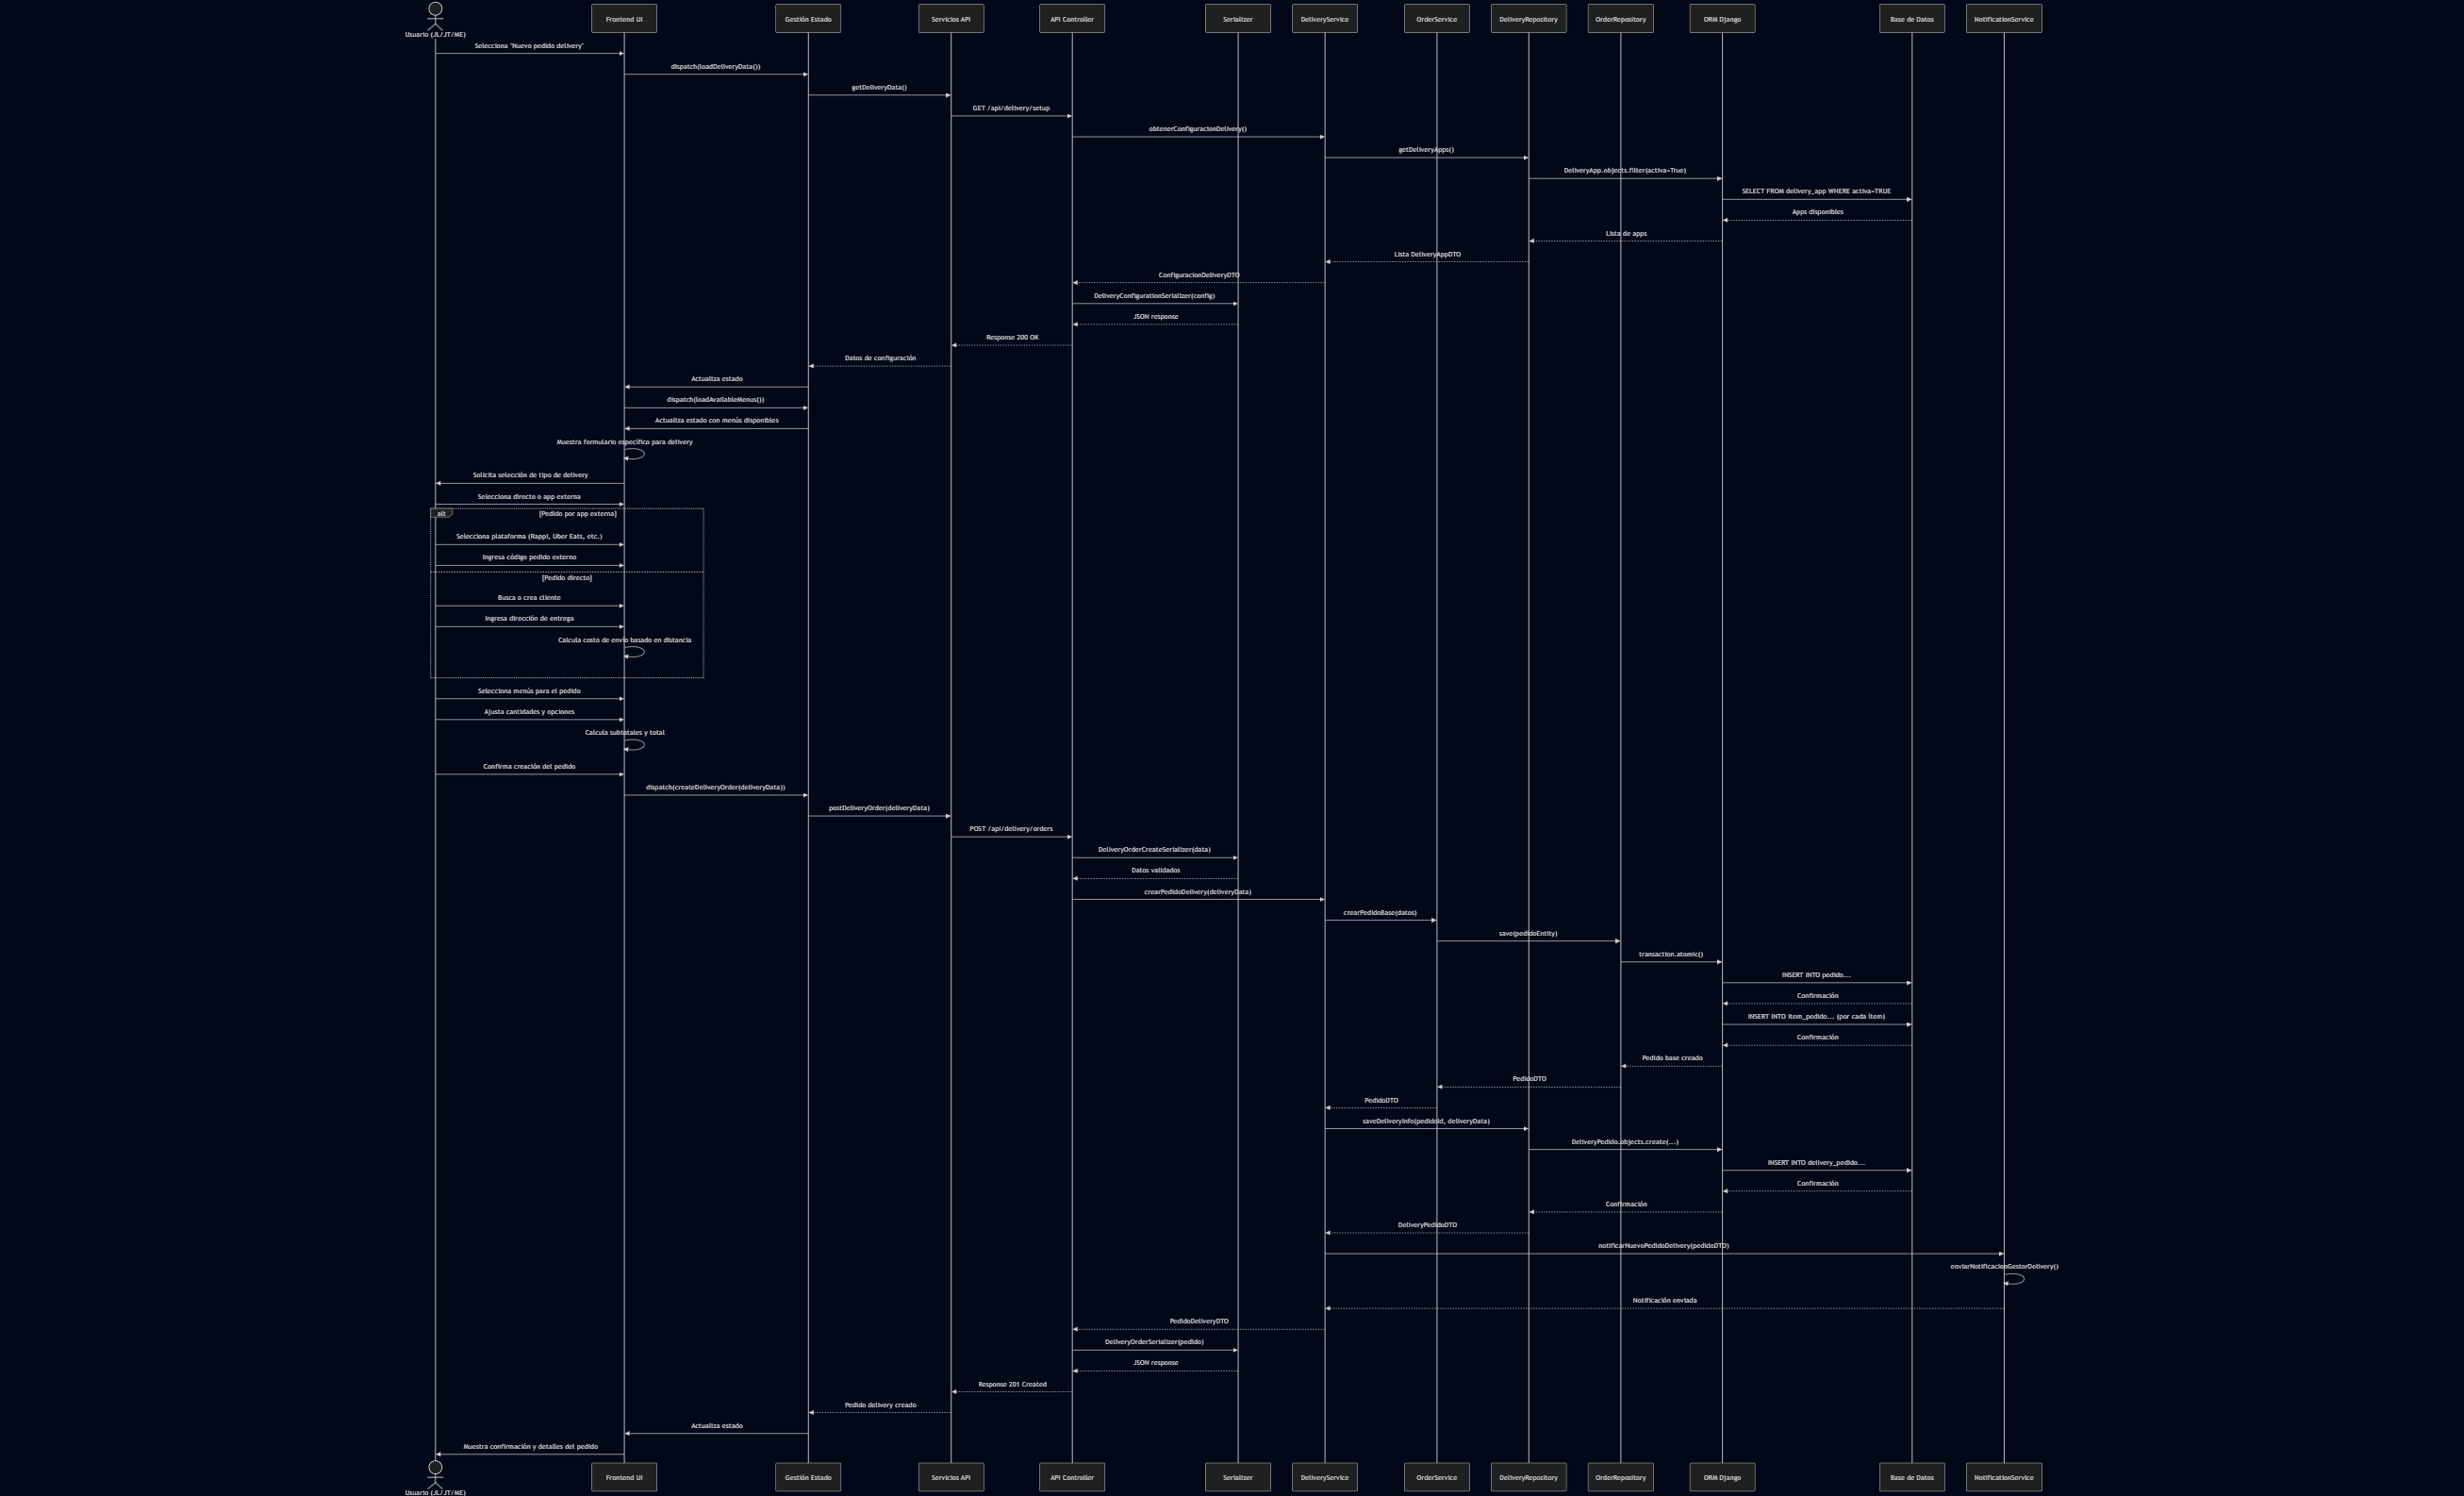 Usuario (JL/JT/ME)
Frontend UI
Gestión Estado
Servicios API
API Controller
Serializer
DeliveryService
OrderService
DeliveryRepository
OrderRepository
ORM Django
Base de Datos
NotificationService
Selecciona "Nuevo pedido delivery"
dispatch(loadDeliveryData())
getDeliveryData()
GET /api/delivery/setup
obtenerConfiguracionDelivery()
getDeliveryApps()
DeliveryApp.objects.filter(activa=True)
SELECT FROM delivery_app WHERE activa=TRUE
Apps disponibles
Lista de apps
Lista DeliveryAppDTO
ConfiguracionDeliveryDTO
DeliveryConfigurationSerializer(config)
JSON response
Response 200 OK
Datos de configuración
Actualiza estado
dispatch(loadAvailableMenus())
Actualiza estado con menús disponibles
Muestra formulario específico para delivery
Solicita selección de tipo de delivery
Selecciona directo o app externa
alt
[Pedido por app externa]
Selecciona plataforma (Rappi, Uber Eats, etc.)
Ingresa código pedido externo
[Pedido directo]
Busca o crea cliente
Ingresa dirección de entrega
Calcula costo de envío basado en distancia
Selecciona menús para el pedido
Ajusta cantidades y opciones
Calcula subtotales y total
Confirma creación del pedido
dispatch(createDeliveryOrder(deliveryData))
postDeliveryOrder(deliveryData)
POST /api/delivery/orders
DeliveryOrderCreateSerializer(data)
Datos validados
crearPedidoDelivery(deliveryData)
crearPedidoBase(datos)
save(pedidoEntity)
transaction.atomic()
INSERT INTO pedido...
Confirmación
INSERT INTO item_pedido... (por cada ítem)
Confirmación
Pedido base creado
PedidoDTO
PedidoDTO
saveDeliveryInfo(pedidoId, deliveryData)
DeliveryPedido.objects.create(...)
INSERT INTO delivery_pedido...
Confirmación
Confirmación
DeliveryPedidoDTO
notificarNuevoPedidoDelivery(pedidoDTO)
enviarNotificacionGestorDelivery()
Notificación enviada
PedidoDeliveryDTO
DeliveryOrderSerializer(pedido)
JSON response
Response 201 Created
Pedido delivery creado
Actualiza estado
Muestra confirmación y detalles del pedido
Usuario (JL/JT/ME)
Frontend UI
Gestión Estado
Servicios API
API Controller
Serializer
DeliveryService
OrderService
DeliveryRepository
OrderRepository
ORM Django
Base de Datos
NotificationService